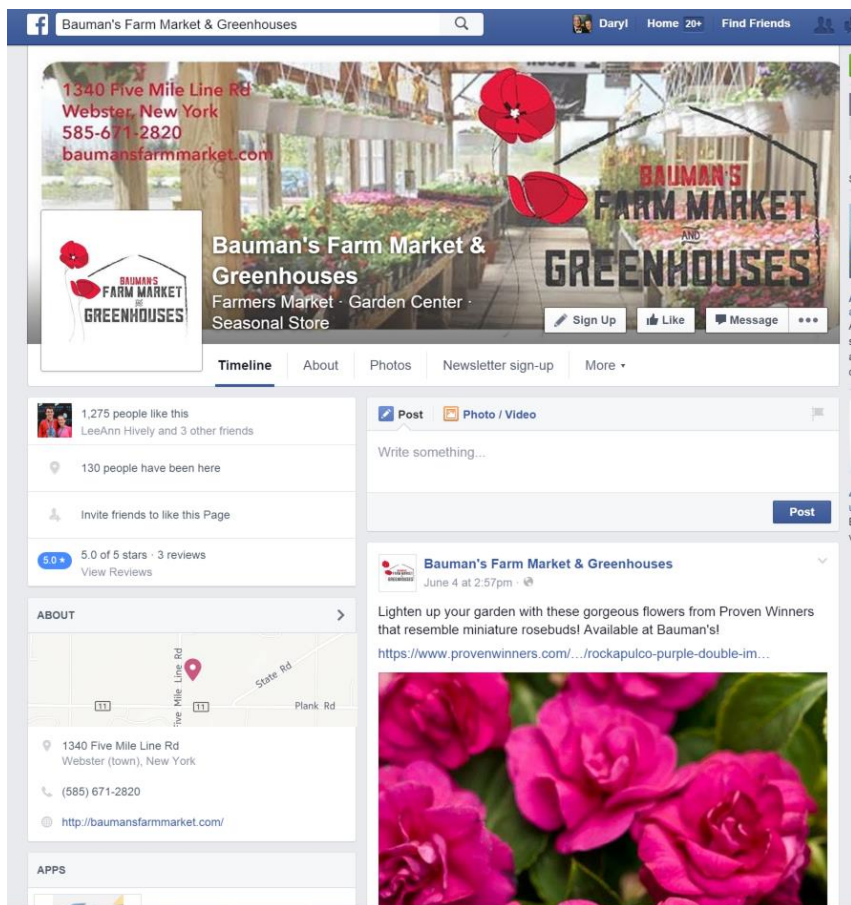 Bauman's Farm Market & Greenhouses
Daryl
Home 20+
Find Friends
1340 Five Mile Line Rd
Webster, New York
585-671-2820
baumansfarmmarket.com
BAUMAN'S
FARM MARKET
AND
GREENHOUSES
BAUMAN'S
FARM MARKET
GREENHOUSES
Bauman's Farm Market &
Greenhouses
Farmers Market · Garden Center ·
Seasonal Store
Sign Up
Like
Message
Timeline
About
Photos
Newsletter sign-up
More
1,275 people like this
LeeAnn Hively and 3 other friends
130 people have been here
Invite friends to like this Page
5.0 ★
5.0 of 5 stars · 3 reviews
View Reviews
ABOUT
Five Mile Line Rd
State Rd
11
11
Plank Rd
1340 Five Mile Line Rd
Webster (town), New York
(585) 671-2820
http://baumansfarmmarket.com/
APPS
Post
Photo / Video
Write something...
Post
Bauman's Farm Market & Greenhouses
June 4 at 2:57pm ·
Lighten up your garden with these gorgeous flowers from Proven Winners
that resemble miniature rosebuds! Available at Bauman's!
https://www.provenwinners.com/…/rockapulco-purple-double-im…